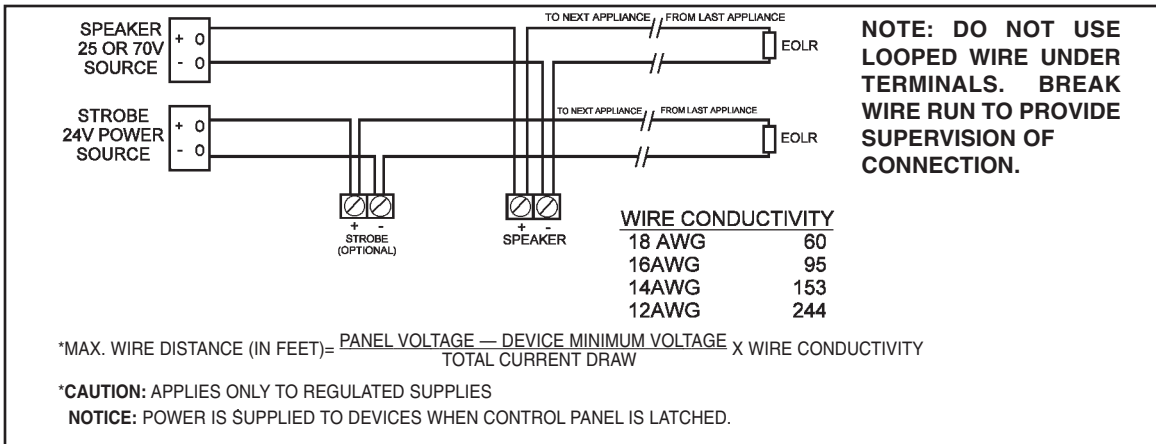 SPEAKER
25 OR 70V
SOURCE
+ 0
- 0
TO NEXT APPLIANCE
FROM LAST APPLIANCE
EOLR
STROBE
24V POWER
SOURCE
+ 0
- 0
TO NEXT APPLIANCE
FROM LAST APPLIANCE
EOLR
+ -
STROBE
(OPTIONAL)
+ -
SPEAKER
NOTE: DO NOT USE
LOOPED WIRE UNDER
TERMINALS. BREAK
WIRE RUN TO PROVIDE
SUPERVISION OF
CONNECTION.
WIRE CONDUCTIVITY
18 AWG 60
16AWG 95
14AWG 153
12AWG 244
*MAX. WIRE DISTANCE (IN FEET)= PANEL VOLTAGE — DEVICE MINIMUM VOLTAGE X WIRE CONDUCTIVITY
TOTAL CURRENT DRAW
*CAUTION: APPLIES ONLY TO REGULATED SUPPLIES
NOTICE: POWER IS SUPPLIED TO DEVICES WHEN CONTROL PANEL IS LATCHED.